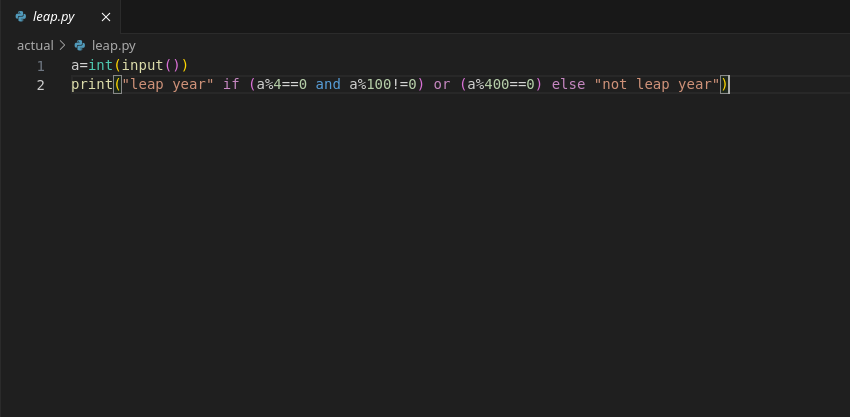 leap.py
actual > leap.py
1 a=int(input())
2 print("leap year" if (a%4==0 and a%100!=0) or (a%400==0) else "not leap year")